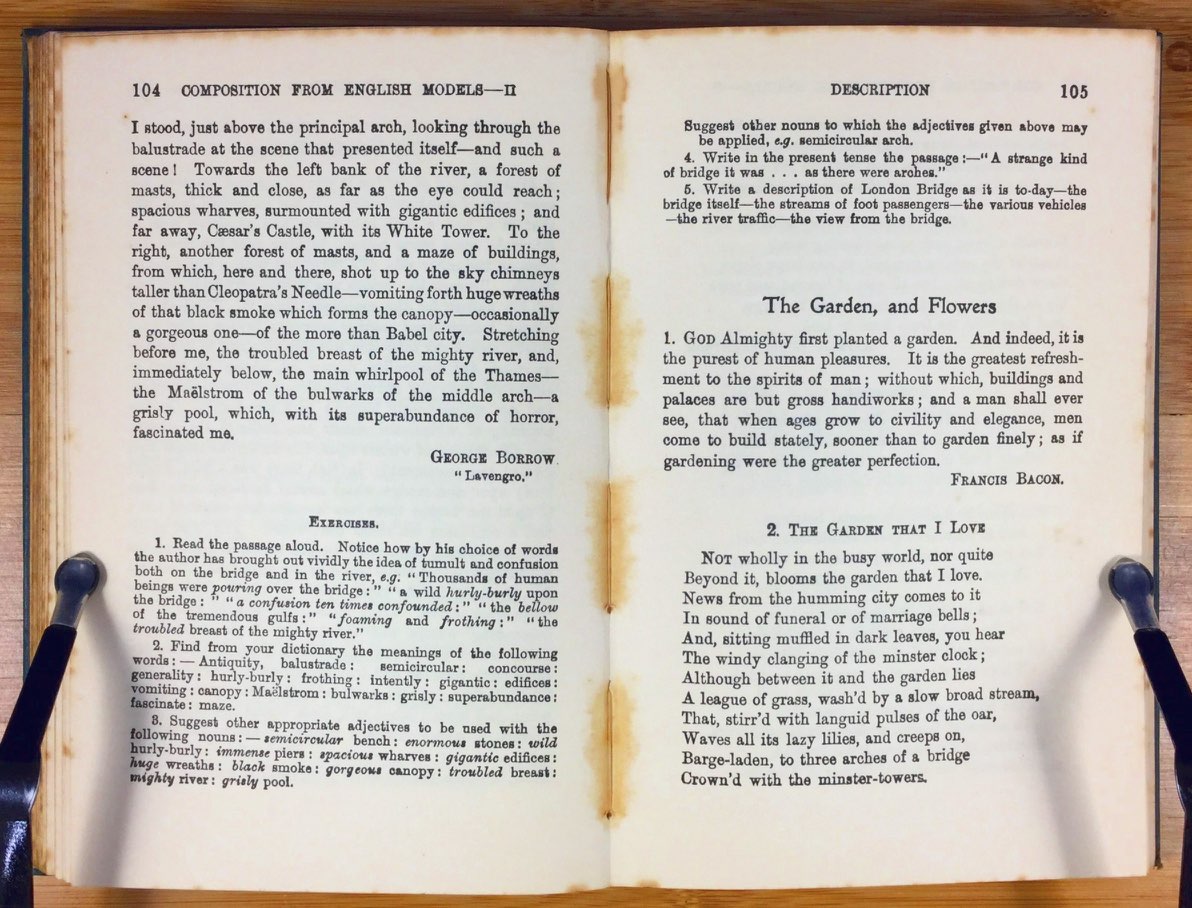 104 COMPOSITION FROM ENGLISH MODELS—II
I stood, just above the principal arch, looking through the
balustrade at the scene that presented itself—and such a
scene! Towards the left bank of the river, a forest of
masts, thick and close, as far as the eye could reach;
spacious wharves, surmounted with gigantic edifices; and
far away, Cæsar's Castle, with its White Tower. To the
right, another forest of masts, and a maze of buildings,
from which, here and there, shot up to the sky chimneys
taller than Cleopatra's Needle—vomiting forth huge wreaths
of that black smoke which forms the canopy—occasionally
a gorgeous one—of the more than Babel city. Stretching
before me, the troubled breast of the mighty river, and,
immediately below, the main whirlpool of the Thames—
the Maëlstrom of the bulwarks of the middle arch—a
grisly pool, which, with its superabundance of horror,
fascinated me.
GEORGE BORROW.
"Lavengro."
EXERCISES.
1. Read the passage aloud. Notice how by his choice of words
the author has brought out vividly the idea of tumult and confusion
both on the bridge and in the river, e.g. "Thousands of human
beings were pouring over the bridge:" "a wild hurly-burly upon
the bridge:" "a confusion ten times confounded:" "the bellow
of the tremendous gulfs:" "foaming and frothing:" "the
troubled breast of the mighty river."
2. Find from your dictionary the meanings of the following
words:—Antiquity, balustrade: semicircular: concourse:
generality: hurly-burly: frothing: intently: gigantic: edifices:
vomiting: canopy: Maëlstrom: bulwarks: grisly: superabundance:
fascinate: maze.
3. Suggest other appropriate adjectives to be used with the
following nouns:—semicircular bench: enormous stones: wild
hurly-burly: immense piers: spacious wharves: gigantic edifices:
huge wreaths: black smoke: gorgeous canopy: troubled breast:
mighty river: grisly pool.
DESCRIPTION 105
Suggest other nouns to which the adjectives given above may
be applied, e.g. semicircular arch.
4. Write in the present tense the passage:—"A strange kind
of bridge it was . . . as there were arches."
5. Write a description of London Bridge as it is to-day—the
bridge itself—the streams of foot passengers—the various vehicles
—the river traffic—the view from the bridge.
The Garden, and Flowers
1. GOD Almighty first planted a garden. And indeed, it is
the purest of human pleasures. It is the greatest refresh-
ment to the spirits of man; without which, buildings and
palaces are but gross handiworks; and a man shall ever
see, that when ages grow to civility and elegance, men
come to build stately, sooner than to garden finely; as if
gardening were the greater perfection.
FRANCIS BACON.
2. THE GARDEN THAT I LOVE
NOT wholly in the busy world, nor quite
Beyond it, blooms the garden that I love.
News from the humming city comes to it
In sound of funeral or of marriage bells;
And, sitting muffled in dark leaves, you hear
The windy clanging of the minster clock;
Although between it and the garden lies
A league of grass, wash'd by a slow broad stream,
That, stirr'd with languid pulses of the oar,
Waves all its lazy lilies, and creeps on,
Barge-laden, to three arches of a bridge
Crown'd with the minster-towers.